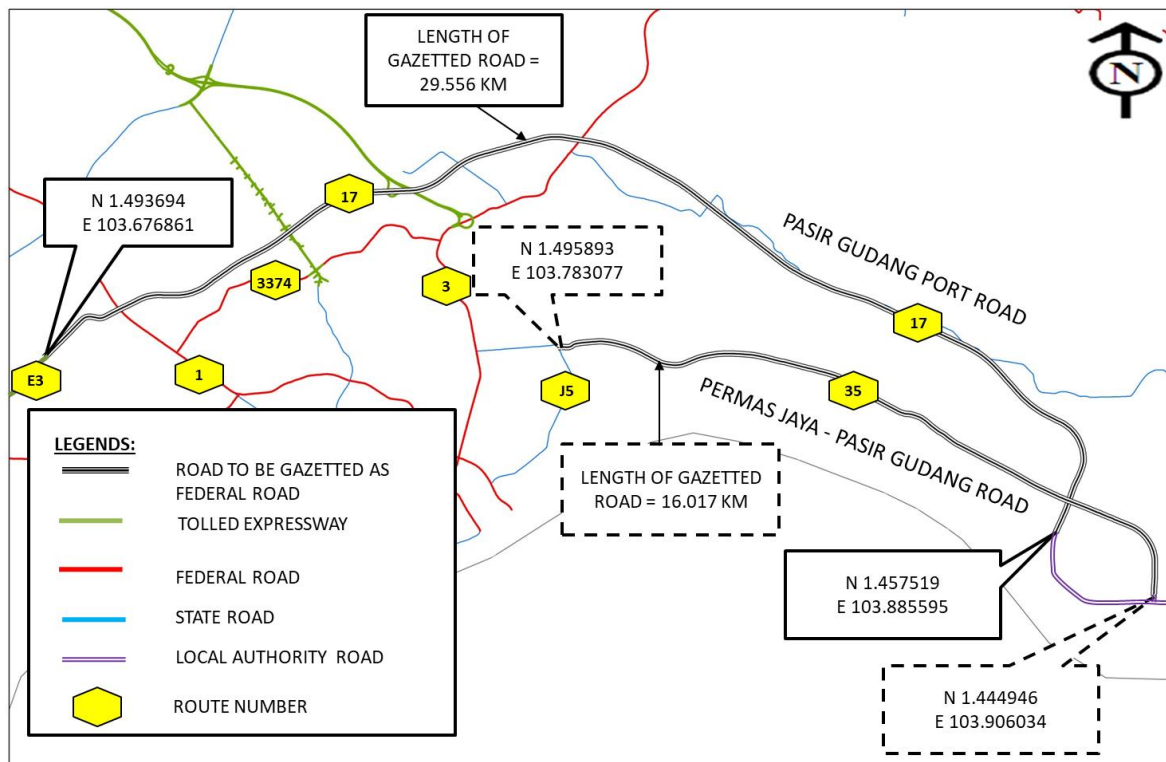 LENGTH OF
GAZETTED ROAD =
29.556 KM
N
N 1.493694
E 103.676861
17
N 1.495893
E 103.783077
3374
3
PASIR GUDANG PORT ROAD
17
E3
1
J5
35
PERMAS JAYA - PASIR GUDANG ROAD
LENGTH OF GAZETTED
ROAD = 16.017 KM
LEGENDS:
ROAD TO BE GAZETTED AS
FEDERAL ROAD
TOLLED EXPRESSWAY
FEDERAL ROAD
STATE ROAD
LOCAL AUTHORITY ROAD
ROUTE NUMBER
N 1.457519
E 103.885595
N 1.444946
E 103.906034